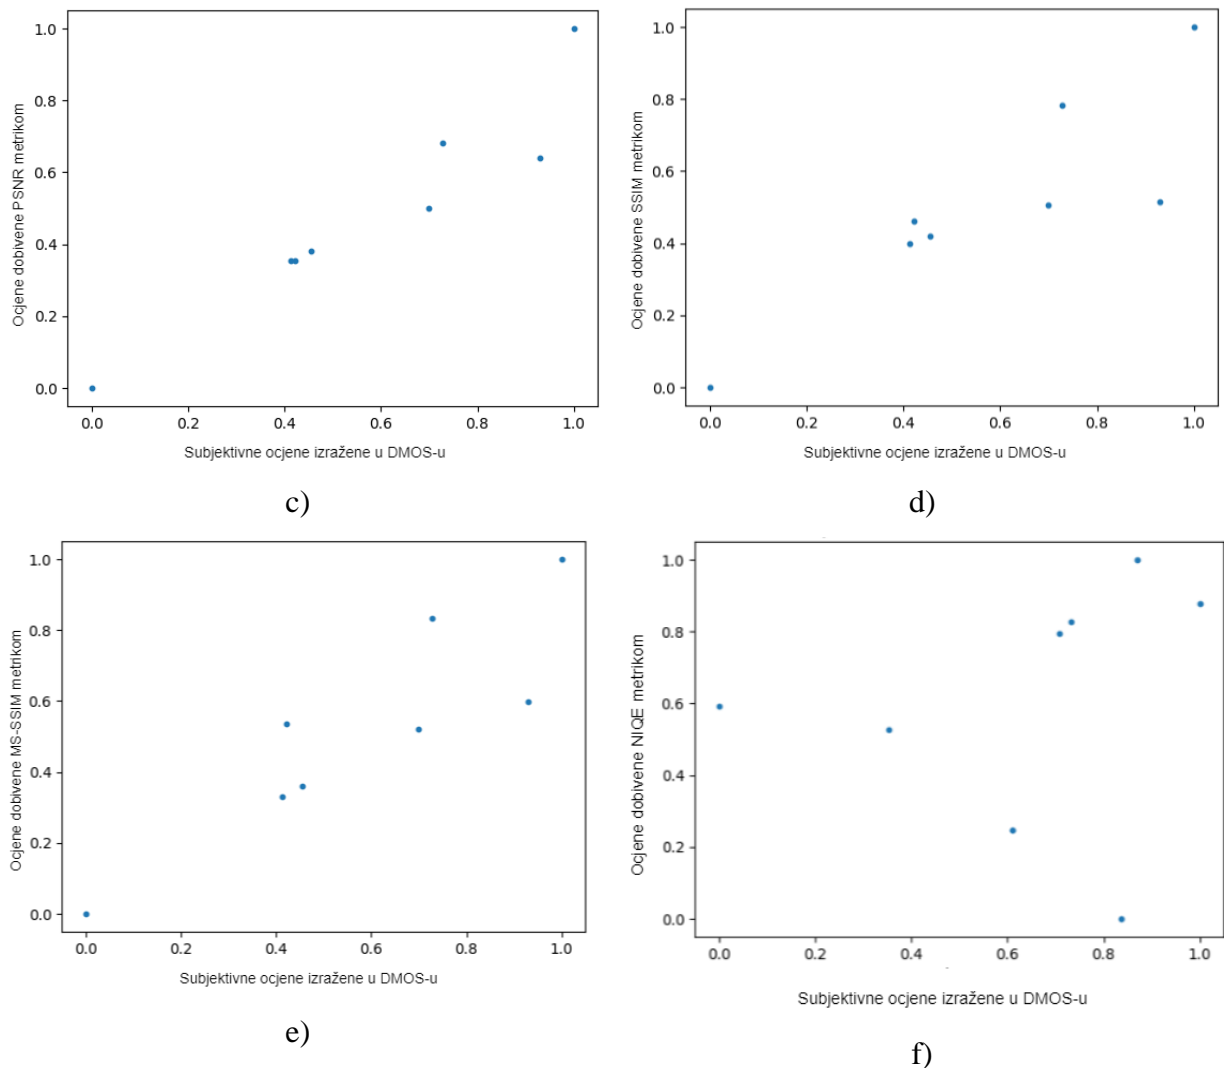 Ocjene dobivene PSNR metrikom
1.0
0.8
0.6
0.4
0.2
0.0
0.0 0.2 0.4 0.6 0.8 1.0
Subjektivne ocjene izražene u DMOS-u
c)
Ocjene dobivene SSIM metrikom
1.0
0.8
0.6
0.4
0.2
0.0
0.0 0.2 0.4 0.6 0.8 1.0
Subjektivne ocjene izražene u DMOS-u
d)
Ocjene dobivene MS-SSIM metrikom
1.0
0.8
0.6
0.4
0.2
0.0
0.0 0.2 0.4 0.6 0.8 1.0
Subjektivne ocjene izražene u DMOS-u
e)
Ocjene dobivene NIQE metrikom
1.0
0.8
0.6
0.4
0.2
0.0
0.0 0.2 0.4 0.6 0.8 1.0
Subjektivne ocjene izražene u DMOS-u
f)